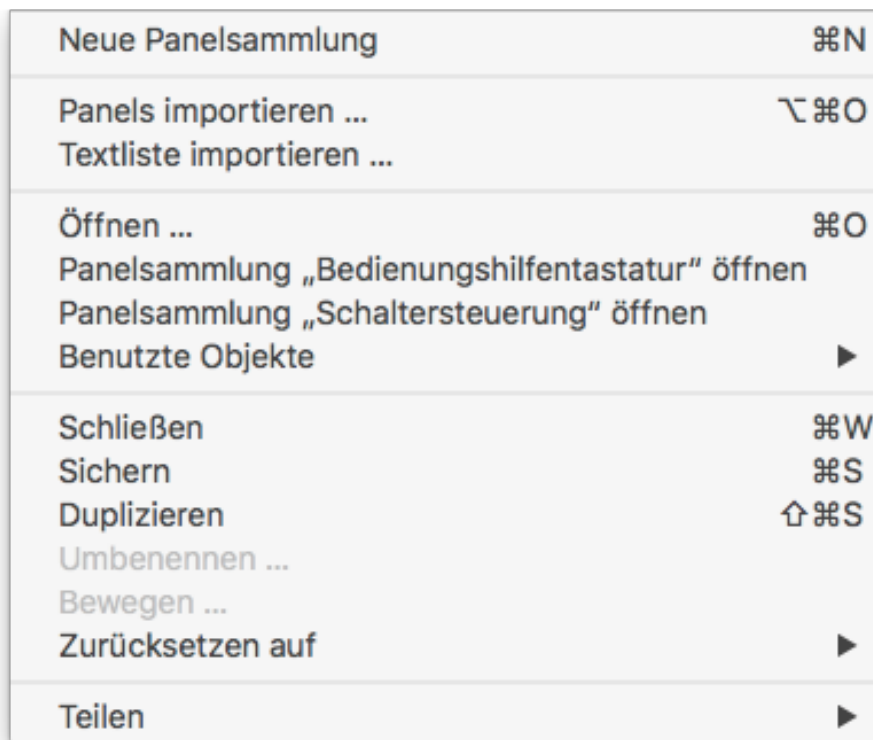 Neue Panelsammlung ⌘N
Panels importieren ... ⌥⌘O
Textliste importieren ...
Öffnen ... ⌘O
Panelsammlung „Bedienungshilfentastatur“ öffnen
Panelsammlung „Schaltersteuerung“ öffnen
Benutzte Objekte ▶
Schließen ⌘W
Sichern ⌘S
Duplizieren ⇧⌘S
Umbenennen ...
Bewegen ...
Zurücksetzen auf ▶
Teilen ▶